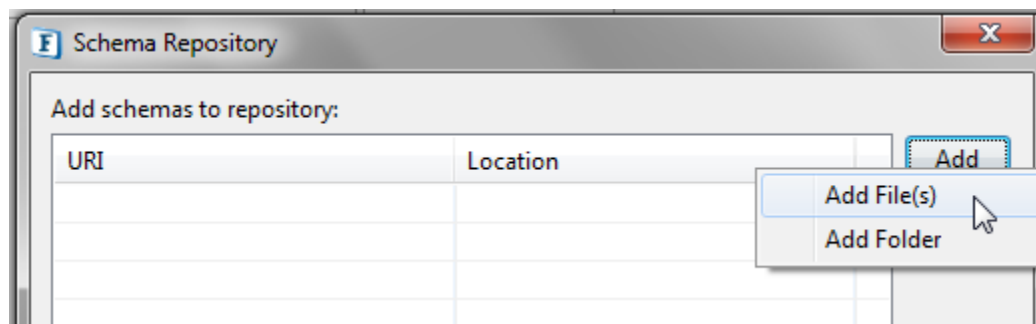 Schema Repository
Add schemas to repository:
URI Location Add
Add File(s)
Add Folder